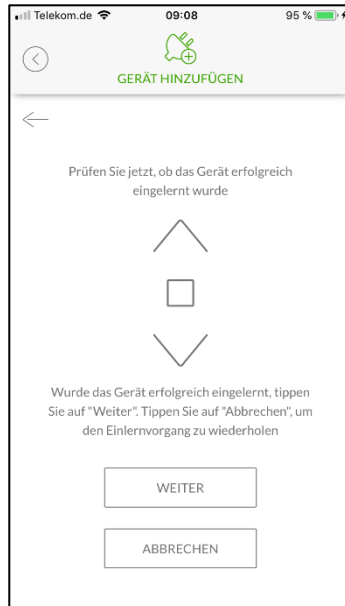 Telekom.de 09:08 95 %
GERÄT HINZUFÜGEN
Prüfen Sie jetzt, ob das Gerät erfolgreich
eingelernt wurde
Wurde das Gerät erfolgreich eingelernt, tippen
Sie auf "Weiter". Tippen Sie auf "Abbrechen", um
den Einlernvorgang zu wiederholen
WEITER
ABBRECHEN